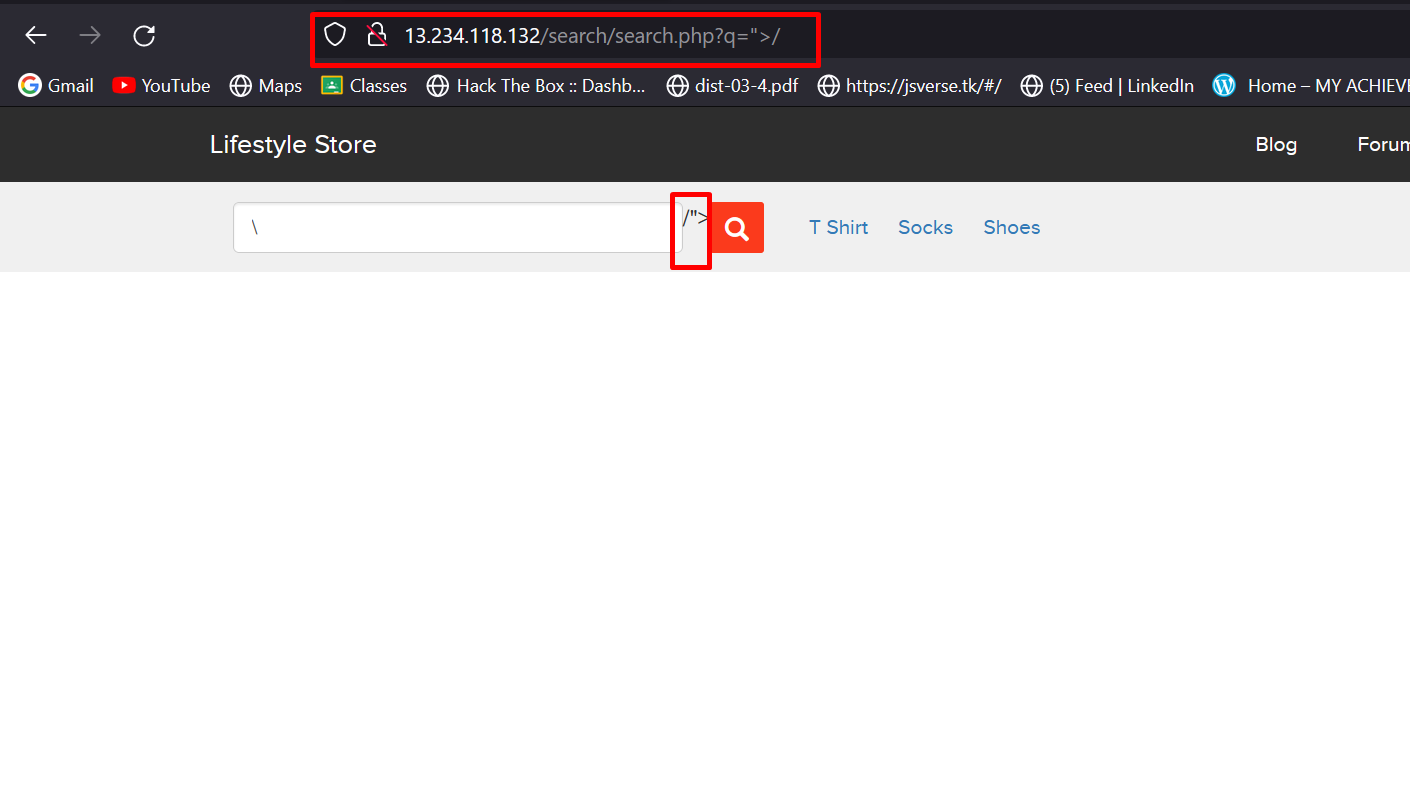 13.234.118.132/search/search.php?q=">/
Gmail YouTube Maps Classes Hack The Box :: Dashb... dist-03-4.pdf https://jsverse.tk/#/ (5) Feed | LinkedIn Home – MY ACHIEV
Lifestyle Store Blog Forum
\ /"> T Shirt Socks Shoes